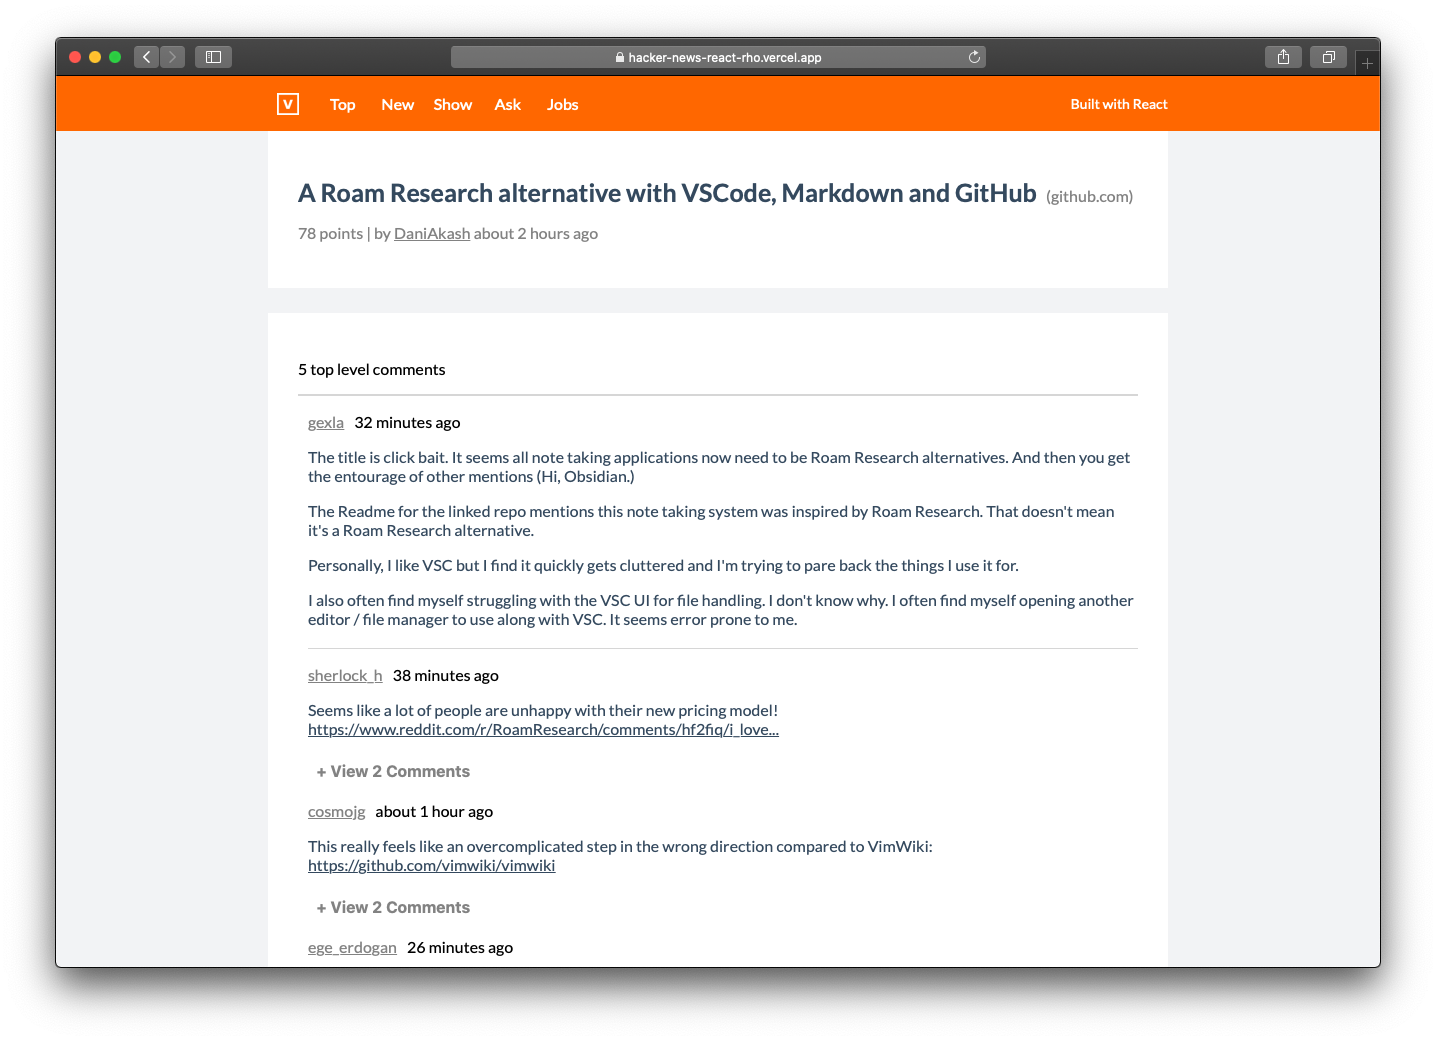 hacker-news-react-rho.vercel.app
V Top New Show Ask Jobs Built with React
A Roam Research alternative with VSCode, Markdown and GitHub (github.com)
78 points | by DaniAkash about 2 hours ago
5 top level comments
gexla 32 minutes ago
The title is click bait. It seems all note taking applications now need to be Roam Research alternatives. And then you get
the entourage of other mentions (Hi, Obsidian.)
The Readme for the linked repo mentions this note taking system was inspired by Roam Research. That doesn't mean
it's a Roam Research alternative.
Personally, I like VSC but I find it quickly gets cluttered and I'm trying to pare back the things I use it for.
I also often find myself struggling with the VSC UI for file handling. I don't know why. I often find myself opening another
editor / file manager to use along with VSC. It seems error prone to me.
sherlock_h 38 minutes ago
Seems like a lot of people are unhappy with their new pricing model!
https://www.reddit.com/r/RoamResearch/comments/hf2fiq/i_love...
+ View 2 Comments
cosmojg about 1 hour ago
This really feels like an overcomplicated step in the wrong direction compared to VimWiki:
https://github.com/vimwiki/vimwiki
+ View 2 Comments
ege_erdogan 26 minutes ago